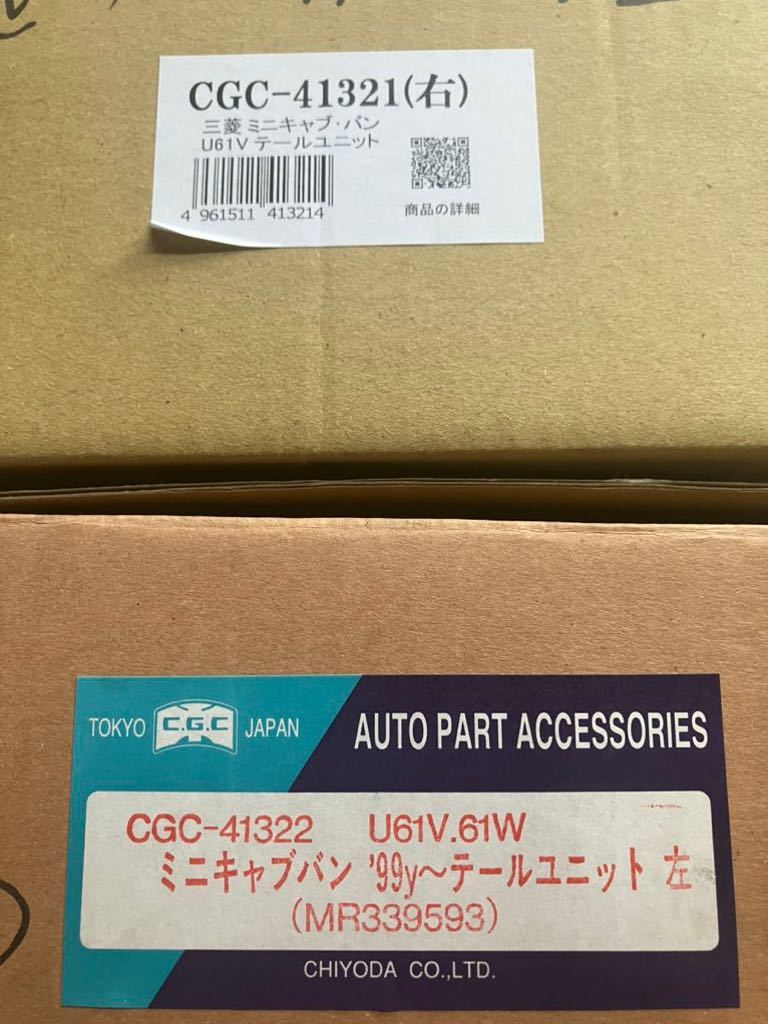 CGC-41321(右)
三菱 ミニキャブ・バン
U61V テールユニット
4 961511 413214
商品の詳細
TOKYO C.G.C JAPAN
AUTO PART ACCESSORIES
CGC-41322 U61V.61W
ミニキャブバン '99y～テールユニット 左
(MR339593)
CHIYODA CO.,LTD.